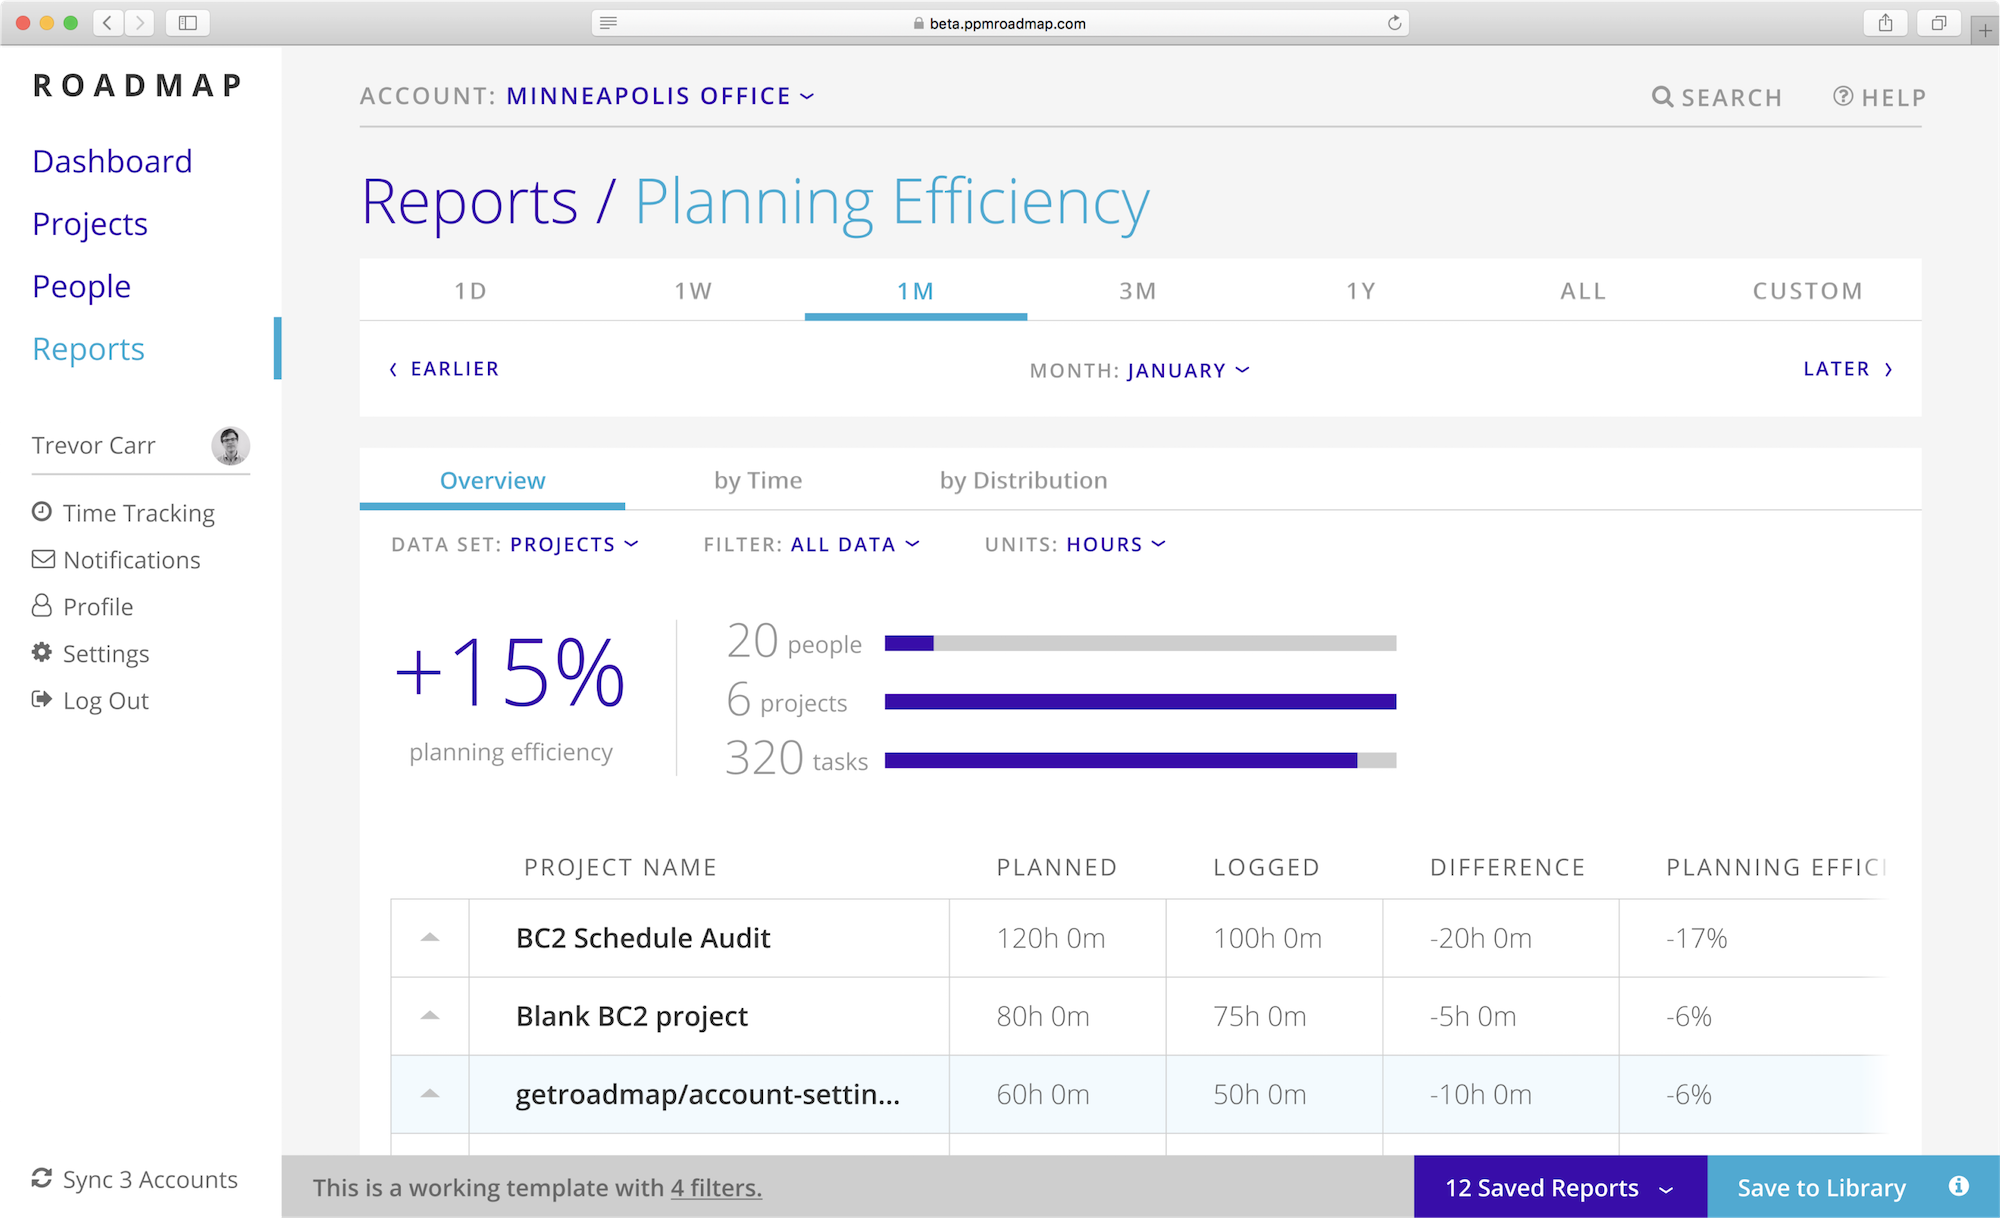 beta.ppmroadmap.com
ROADMAP
Dashboard
Projects
People
Reports
Trevor Carr
Time Tracking
Notifications
Profile
Settings
Log Out
Sync 3 Accounts
ACCOUNT: MINNEAPOLIS OFFICE
SEARCH
HELP
Reports / Planning Efficiency
1D 1W 1M 3M 1Y ALL CUSTOM
EARLIER
MONTH: JANUARY
LATER
Overview by Time by Distribution
DATA SET: PROJECTS FILTER: ALL DATA UNITS: HOURS
+15%
planning efficiency
20 people
6 projects
320 tasks
PROJECT NAME PLANNED LOGGED DIFFERENCE PLANNING EFFICI
BC2 Schedule Audit 120h 0m 100h 0m -20h 0m -17%
Blank BC2 project 80h 0m 75h 0m -5h 0m -6%
getroadmap/account-settin... 60h 0m 50h 0m -10h 0m -6%
This is a working template with 4 filters.
12 Saved Reports
Save to Library